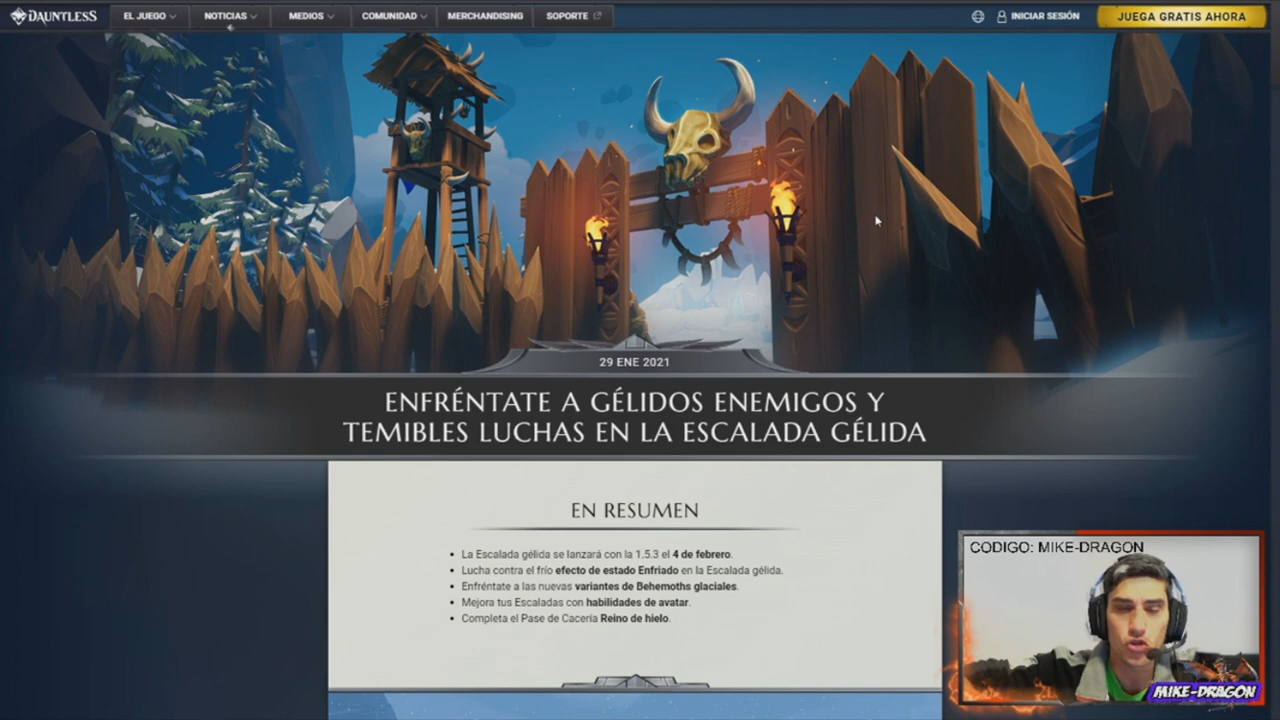 DAUNTLESS
EL JUEGO
NOTICIAS
MEDIOS
COMUNIDAD
MERCHANDISING
SOPORTE
INICIAR SESIÓN
JUEGA GRATIS AHORA
29 ENE 2021
ENFRÉNTATE A GÉLIDOS ENEMIGOS Y
TEMIBLES LUCHAS EN LA ESCALADA GÉLIDA
EN RESUMEN
La Escalada gélida se lanzará con la 1.5.3 el 4 de febrero.
Lucha contra el frío efecto de estado Enfriado en la Escalada gélida.
Enfréntate a las nuevas variantes de Behemoths glaciales.
Mejora tus Escaladas con habilidades de avatar.
Completa el Pase de Cacería Reino de hielo.
CODIGO: MIKE-DRAGON
MIKE-DRAGON